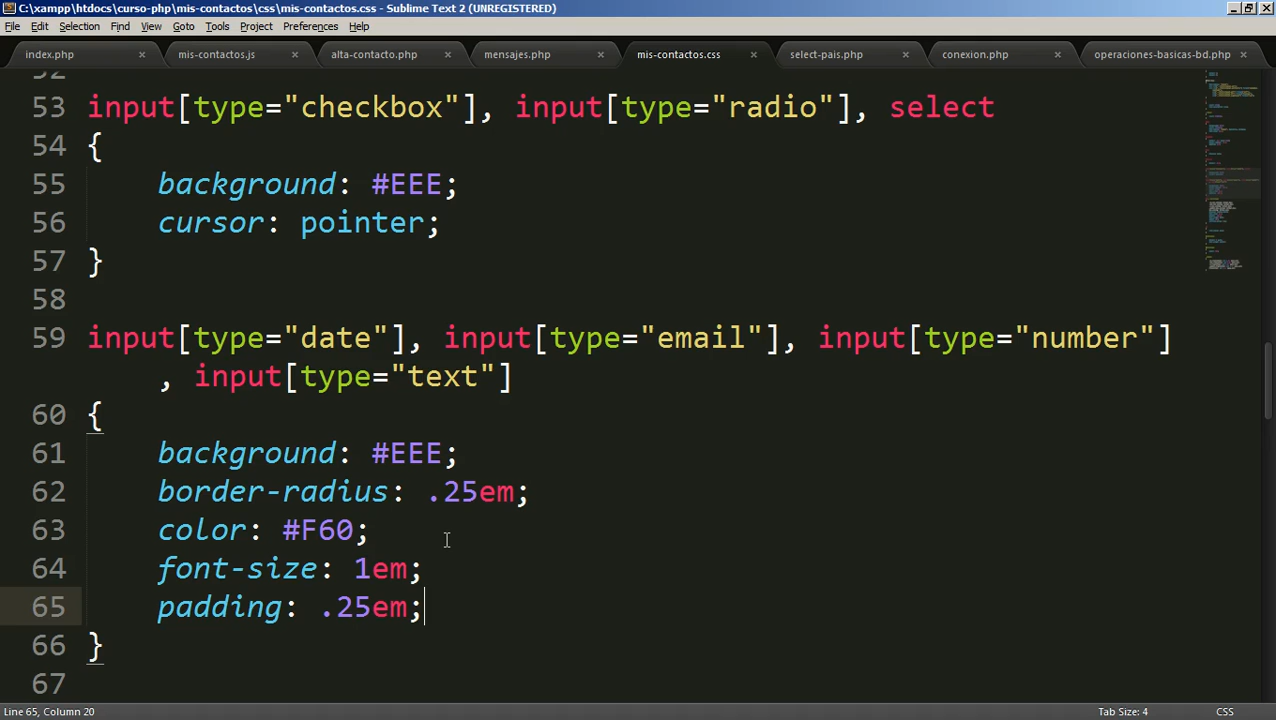 C:\xampp\htdocs\curso-php\mis-contactos\css\mis-contactos.css - Sublime Text 2 (UNREGISTERED)
File Edit Selection Find View Goto Tools Project Preferences Help
index.php mis-contactos.js alta-contacto.php mensajes.php mis-contactos.css select-pais.php conexion.php operaciones-basicas-bd.php
52
53 input[type="checkbox"], input[type="radio"], select
54 {
55 background: #EEE;
56 cursor: pointer;
57 }
58
59 input[type="date"], input[type="email"], input[type="number"]
, input[type="text"]
60 {
61 background: #EEE;
62 border-radius: .25em;
63 color: #F60;
64 font-size: 1em;
65 padding: .25em;
66 }
67
Line 65, Column 20 Tab Size: 4 CSS